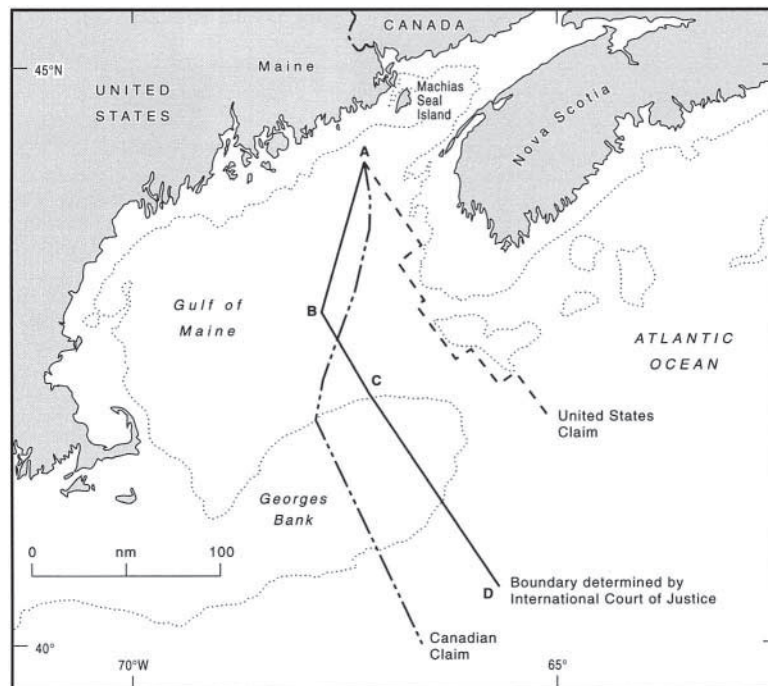 CANADA
45°N
Maine
UNITED
STATES
Machias
Seal
Island
Nova Scotia
A
Gulf of
Maine
B
ATLANTIC
OCEAN
C
United States
Claim
Georges
Bank
0 nm 100
D
Boundary determined by
International Court of Justice
Canadian
Claim
40°
70°W
65°